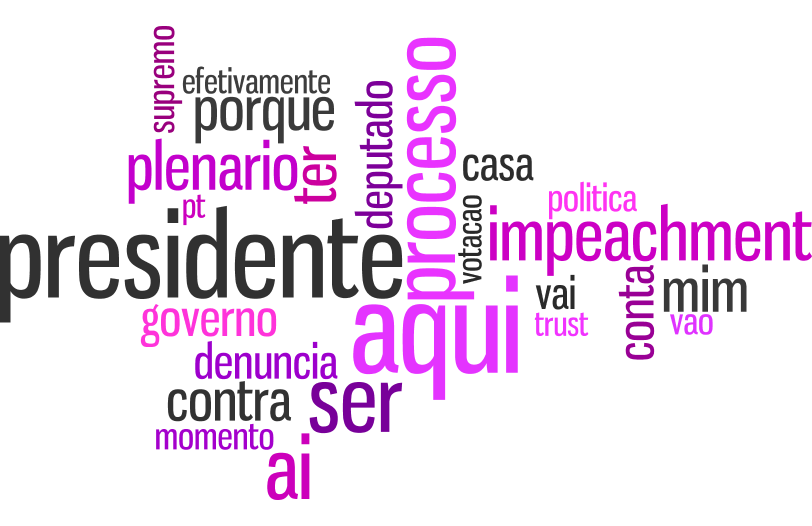 supremo
efetivamente
porque
processo
deputado
plenario
ter
casa
pt
votacao
politica
presidente
impeachment
aqui
vai
conta
mim
governo
trust
vao
denuncia
contra
ser
momento
ai